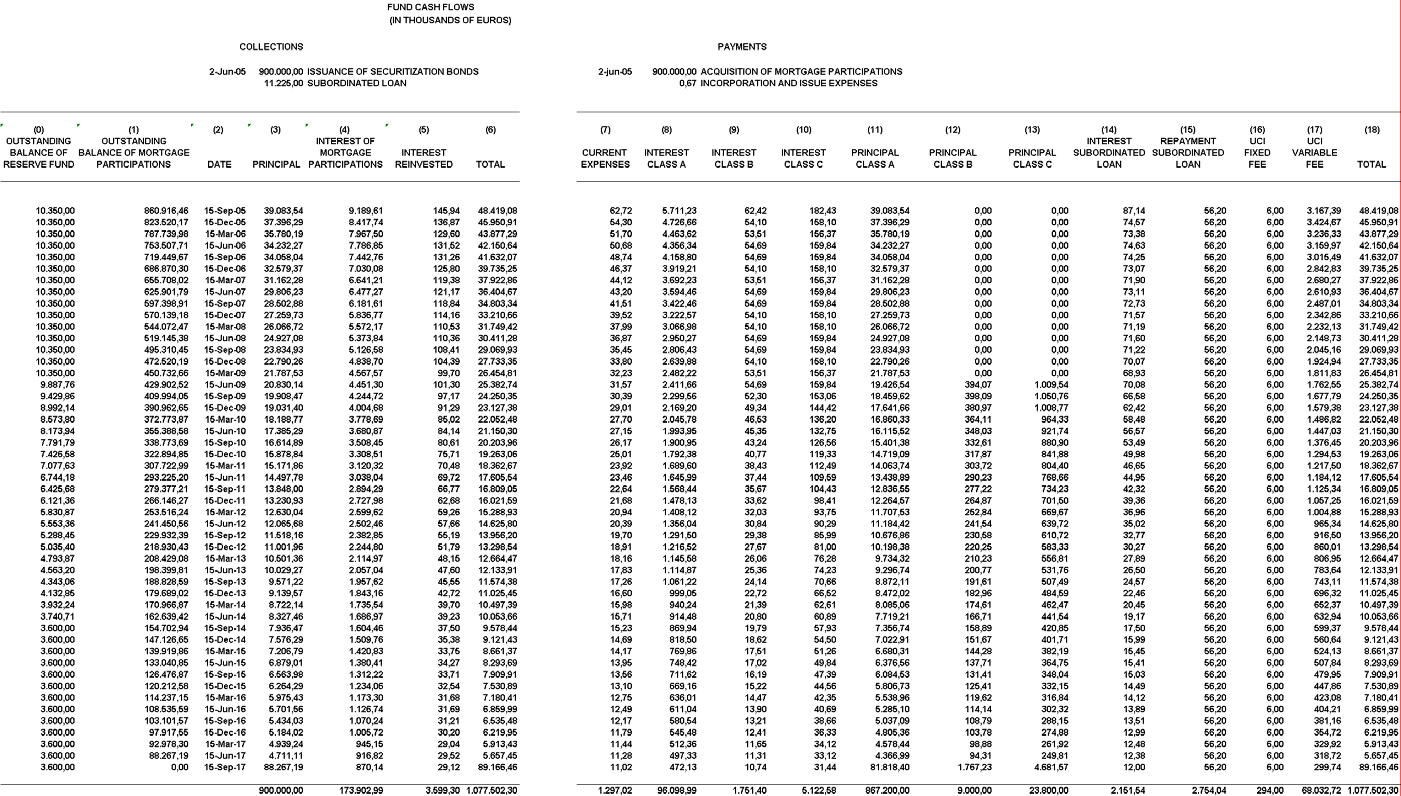 FUND CASH FLOWS
(IN THOUSANDS OF EUROS)
COLLECTIONS PAYMENTS
2-Jun-05 900.000,00 ISSUANCE OF SECURITIZATION BONDS 2-jun-05 900.000,00 ACQUISITION OF MORTGAGE PARTICIPATIONS
11.225,00 SUBORDINATED LOAN 0,67 INCORPORATION AND ISSUE EXPENSES
(0) (1) (2) (3) (4) (5) (6) (7) (8) (9) (10) (11) (12) (13) (14) (15) (16) (17) (18)
OUTSTANDING OUTSTANDING INTEREST OF INTEREST REPAYMENT UCI UCI
BALANCE OF BALANCE OF MORTGAGE MORTGAGE INTEREST CURRENT INTEREST INTEREST INTEREST PRINCIPAL PRINCIPAL PRINCIPAL SUBORDINATED SUBORDINATED FIXED VARIABLE
RESERVE FUND PARTICIPATIONS DATE PRINCIPAL PARTICIPATIONS REINVESTED TOTAL EXPENSES CLASS A CLASS B CLASS C CLASS A CLASS B CLASS C LOAN LOAN FEE FEE TOTAL
10.350,00 860.916,46 15-Sep-05 39.083,54 9.189,61 145,94 48.419,08 62,72 5.711,23 62,42 182,43 39.083,54 0,00 0,00 87,14 56,20 6,00 3.167,39 48.419,08
10.350,00 823.520,17 15-Dec-05 37.396,29 8.417,74 136,87 45.950,91 54,30 4.726,66 54,10 158,10 37.396,29 0,00 0,00 74,57 56,20 6,00 3.424,67 45.950,91
10.350,00 787.739,98 15-Mar-06 35.780,19 7.967,50 129,60 43.877,29 51,70 4.463,62 53,51 156,37 35.780,19 0,00 0,00 73,38 56,20 6,00 3.236,33 43.877,29
10.350,00 753.507,71 15-Jun-06 34.232,27 7.786,85 131,52 42.150,64 50,68 4.356,34 54,69 159,84 34.232,27 0,00 0,00 74,63 56,20 6,00 3.159,97 42.150,64
10.350,00 719.449,67 15-Sep-06 34.058,04 7.442,76 131,26 41.632,07 48,74 4.158,80 54,69 159,84 34.058,04 0,00 0,00 74,25 56,20 6,00 3.015,49 41.632,07
10.350,00 686.870,30 15-Dec-06 32.579,37 7.030,08 125,80 39.735,25 46,37 3.919,21 54,10 158,10 32.579,37 0,00 0,00 73,07 56,20 6,00 2.842,83 39.735,25
10.350,00 655.708,02 15-Mar-07 31.162,28 6.641,21 119,38 37.922,86 44,12 3.692,23 53,51 156,37 31.162,28 0,00 0,00 71,90 56,20 6,00 2.680,27 37.922,86
10.350,00 625.901,79 15-Jun-07 29.806,23 6.477,27 121,17 36.404,67 43,20 3.594,46 54,69 159,84 29.806,23 0,00 0,00 73,11 56,20 6,00 2.610,93 36.404,67
10.350,00 597.398,91 15-Sep-07 28.502,88 6.181,61 118,84 34.803,34 41,51 3.422,46 54,69 159,84 28.502,88 0,00 0,00 72,73 56,20 6,00 2.487,01 34.803,34
10.350,00 570.139,18 15-Dec-07 27.259,73 5.836,77 114,16 33.210,66 39,52 3.222,57 54,10 158,10 27.259,73 0,00 0,00 71,57 56,20 6,00 2.342,86 33.210,66
10.350,00 544.072,47 15-Mar-08 26.066,72 5.572,17 110,53 31.749,42 37,99 3.066,98 54,10 158,10 26.066,72 0,00 0,00 71,19 56,20 6,00 2.232,13 31.749,42
10.350,00 519.145,38 15-Jun-08 24.927,08 5.373,84 110,36 30.411,28 36,87 2.950,27 54,69 159,84 24.927,08 0,00 0,00 71,60 56,20 6,00 2.148,73 30.411,28
10.350,00 495.310,45 15-Sep-08 23.834,93 5.126,58 108,41 29.069,93 35,45 2.806,43 54,69 159,84 23.834,93 0,00 0,00 71,22 56,20 6,00 2.045,16 29.069,93
10.350,00 472.520,19 15-Dec-08 22.790,26 4.838,70 104,39 27.733,35 33,80 2.639,88 54,10 158,10 22.790,26 0,00 0,00 70,07 56,20 6,00 1.924,94 27.733,35
10.350,00 450.732,66 15-Mar-09 21.787,53 4.567,57 99,70 26.454,81 32,23 2.482,22 53,51 156,37 21.787,53 0,00 0,00 68,93 56,20 6,00 1.811,83 26.454,81
9.887,76 429.902,52 15-Jun-09 20.830,14 4.451,30 101,30 25.382,74 31,57 2.411,66 54,69 159,84 19.426,54 394,07 1.009,54 70,08 56,20 6,00 1.762,55 25.382,74
9.429,86 409.994,05 15-Sep-09 19.908,47 4.244,72 97,17 24.250,35 30,39 2.299,56 52,30 153,06 18.459,62 398,09 1.050,76 66,58 56,20 6,00 1.677,79 24.250,35
8.992,14 390.962,65 15-Dec-09 19.031,40 4.004,68 91,29 23.127,38 29,01 2.169,20 49,34 144,42 17.641,66 380,97 1.008,77 62,42 56,20 6,00 1.579,38 23.127,38
8.573,80 372.773,87 15-Mar-10 18.188,77 3.778,69 85,02 22.052,48 27,70 2.045,78 46,53 136,20 16.860,33 364,11 964,33 58,48 56,20 6,00 1.486,82 22.052,48
8.173,94 355.388,58 15-Jun-10 17.385,29 3.680,87 84,14 21.150,30 27,15 1.993,95 45,35 132,75 16.115,52 348,03 921,74 56,57 56,20 6,00 1.447,03 21.150,30
7.791,79 338.773,69 15-Sep-10 16.614,89 3.508,45 80,61 20.203,96 26,17 1.900,95 43,24 126,56 15.401,38 332,61 880,90 53,49 56,20 6,00 1.376,45 20.203,96
7.426,58 322.894,85 15-Dec-10 15.878,84 3.308,51 75,71 19.263,06 25,01 1.792,38 40,77 119,33 14.719,09 317,87 841,88 49,98 56,20 6,00 1.294,53 19.263,06
7.077,63 307.722,99 15-Mar-11 15.171,86 3.120,32 70,48 18.362,67 23,92 1.689,60 38,43 112,49 14.063,74 303,72 804,40 46,65 56,20 6,00 1.217,50 18.362,67
6.744,18 293.225,20 15-Jun-11 14.497,78 3.038,04 69,72 17.605,54 23,46 1.645,99 37,44 109,59 13.438,89 290,23 768,66 44,95 56,20 6,00 1.184,12 17.605,54
6.425,68 279.377,21 15-Sep-11 13.848,00 2.894,29 66,77 16.809,05 22,64 1.568,44 35,67 104,43 12.836,55 277,22 734,23 42,32 56,20 6,00 1.125,34 16.809,05
6.121,36 266.146,27 15-Dec-11 13.230,93 2.727,98 62,68 16.021,59 21,68 1.478,13 33,62 98,41 12.264,57 264,87 701,50 39,36 56,20 6,00 1.057,25 16.021,59
5.830,87 253.516,24 15-Mar-12 12.630,04 2.599,62 59,26 15.288,93 20,94 1.408,12 32,03 93,75 11.707,53 252,84 669,67 36,96 56,20 6,00 1.004,88 15.288,93
5.553,36 241.450,56 15-Jun-12 12.065,68 2.502,46 57,66 14.625,80 20,39 1.356,04 30,84 90,29 11.184,42 241,54 639,72 35,02 56,20 6,00 965,34 14.625,80
5.288,45 229.932,39 15-Sep-12 11.518,16 2.382,85 55,19 13.956,20 19,70 1.291,50 29,38 85,99 10.676,86 230,58 610,72 32,77 56,20 6,00 916,50 13.956,20
5.035,40 218.930,43 15-Dec-12 11.001,96 2.244,80 51,79 13.298,54 18,91 1.216,52 27,67 81,00 10.198,38 220,25 583,33 30,27 56,20 6,00 860,01 13.298,54
4.793,87 208.429,08 15-Mar-13 10.501,36 2.114,97 48,15 12.664,47 18,16 1.145,58 26,06 76,28 9.734,32 210,23 556,81 27,89 56,20 6,00 806,95 12.664,47
4.563,20 198.399,81 15-Jun-13 10.029,27 2.057,04 47,60 12.133,91 17,83 1.114,87 25,36 74,23 9.296,74 200,77 531,76 26,50 56,20 6,00 783,64 12.133,91
4.343,06 188.828,59 15-Sep-13 9.571,22 1.957,62 45,55 11.574,38 17,26 1.061,22 24,14 70,66 8.872,11 191,61 507,49 24,57 56,20 6,00 743,11 11.574,38
4.132,85 179.689,02 15-Dec-13 9.139,57 1.843,16 42,72 11.025,45 16,60 999,05 22,72 66,52 8.472,02 182,96 484,59 22,46 56,20 6,00 696,32 11.025,45
3.932,24 170.966,87 15-Mar-14 8.722,14 1.735,54 39,70 10.497,39 15,98 940,24 21,39 62,61 8.085,06 174,61 462,47 20,45 56,20 6,00 652,37 10.497,39
3.740,71 162.639,42 15-Jun-14 8.327,46 1.686,97 39,23 10.053,66 15,71 914,48 20,80 60,89 7.719,21 166,71 441,54 19,17 56,20 6,00 632,94 10.053,66
3.600,00 154.702,94 15-Sep-14 7.936,47 1.604,46 37,50 9.578,44 15,23 869,94 19,79 57,93 7.356,74 158,89 420,85 17,50 56,20 6,00 599,37 9.578,44
3.600,00 147.126,65 15-Dec-14 7.576,29 1.509,76 35,38 9.121,43 14,69 818,50 18,62 54,50 7.022,91 151,67 401,71 15,99 56,20 6,00 560,64 9.121,43
3.600,00 139.919,86 15-Mar-15 7.206,79 1.420,83 33,75 8.661,37 14,17 769,86 17,51 51,26 6.680,31 144,28 382,19 15,45 56,20 6,00 524,13 8.661,37
3.600,00 133.040,85 15-Jun-15 6.879,01 1.380,41 34,27 8.293,69 13,95 748,42 17,02 49,84 6.376,56 137,71 364,75 15,41 56,20 6,00 507,84 8.293,69
3.600,00 126.476,87 15-Sep-15 6.563,98 1.312,22 33,71 7.909,91 13,56 711,62 16,19 47,39 6.084,53 131,41 348,04 15,03 56,20 6,00 479,95 7.909,91
3.600,00 120.212,58 15-Dec-15 6.264,29 1.234,06 32,54 7.530,89 13,10 669,16 15,22 44,56 5.806,73 125,41 332,15 14,49 56,20 6,00 447,86 7.530,89
3.600,00 114.237,15 15-Mar-16 5.975,43 1.173,30 31,68 7.180,41 12,75 636,01 14,47 42,35 5.538,96 119,62 316,84 14,12 56,20 6,00 423,08 7.180,41
3.600,00 108.535,59 15-Jun-16 5.701,56 1.126,74 31,69 6.859,99 12,49 611,04 13,90 40,69 5.285,10 114,14 302,32 13,89 56,20 6,00 404,21 6.859,99
3.600,00 103.101,57 15-Sep-16 5.434,03 1.070,24 31,21 6.535,48 12,17 580,54 13,21 38,66 5.037,09 108,79 288,15 13,51 56,20 6,00 381,16 6.535,48
3.600,00 97.917,55 15-Dec-16 5.184,02 1.005,72 30,20 6.219,95 11,79 545,48 12,41 36,33 4.805,36 103,78 274,88 12,99 56,20 6,00 354,72 6.219,95
3.600,00 92.978,30 15-Mar-17 4.939,24 945,15 29,04 5.913,43 11,44 512,36 11,65 34,12 4.578,44 98,88 261,92 12,48 56,20 6,00 329,92 5.913,43
3.600,00 88.267,19 15-Jun-17 4.711,11 916,82 29,52 5.657,45 11,28 497,33 11,31 33,12 4.366,99 94,31 249,81 12,38 56,20 6,00 318,72 5.657,45
3.600,00 0,00 15-Sep-17 88.267,19 870,14 29,12 89.166,46 11,02 472,13 10,74 31,44 81.818,40 1.767,23 4.681,57 12,00 56,20 6,00 299,74 89.166,46
900.000,00 173.902,99 3.599,30 1.077.502,30 1.297,02 96.098,99 1.751,40 5.122,58 867.200,00 9.000,00 23.800,00 2.151,54 2.754,04 294,00 68.032,72 1.077.502,30